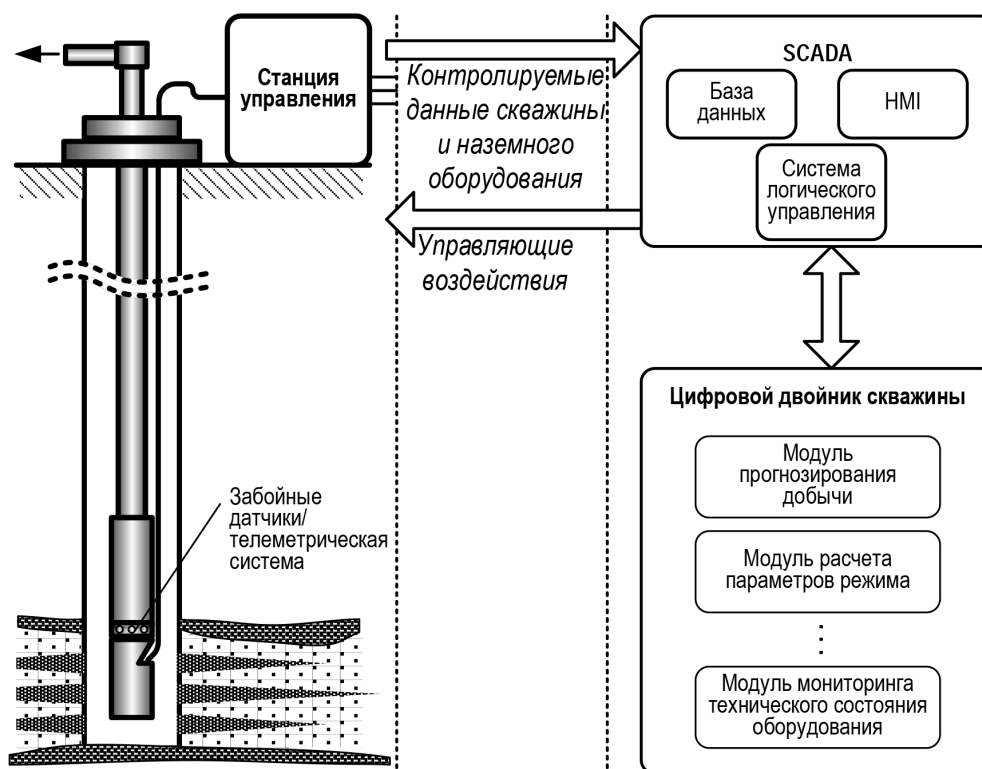 Станция
управления
Контролируемые
данные скважины
и наземного
оборудования
Управляющие
воздействия
SCADA
База
данных
HMI
Система
логического
управления
Забойные
датчики/
телеметрическая
система
Цифровой двойник скважины
Модуль
прогнозирования
добычи
Модуль расчета
параметров режима
...
Модуль мониторинга
технического состояния
оборудования